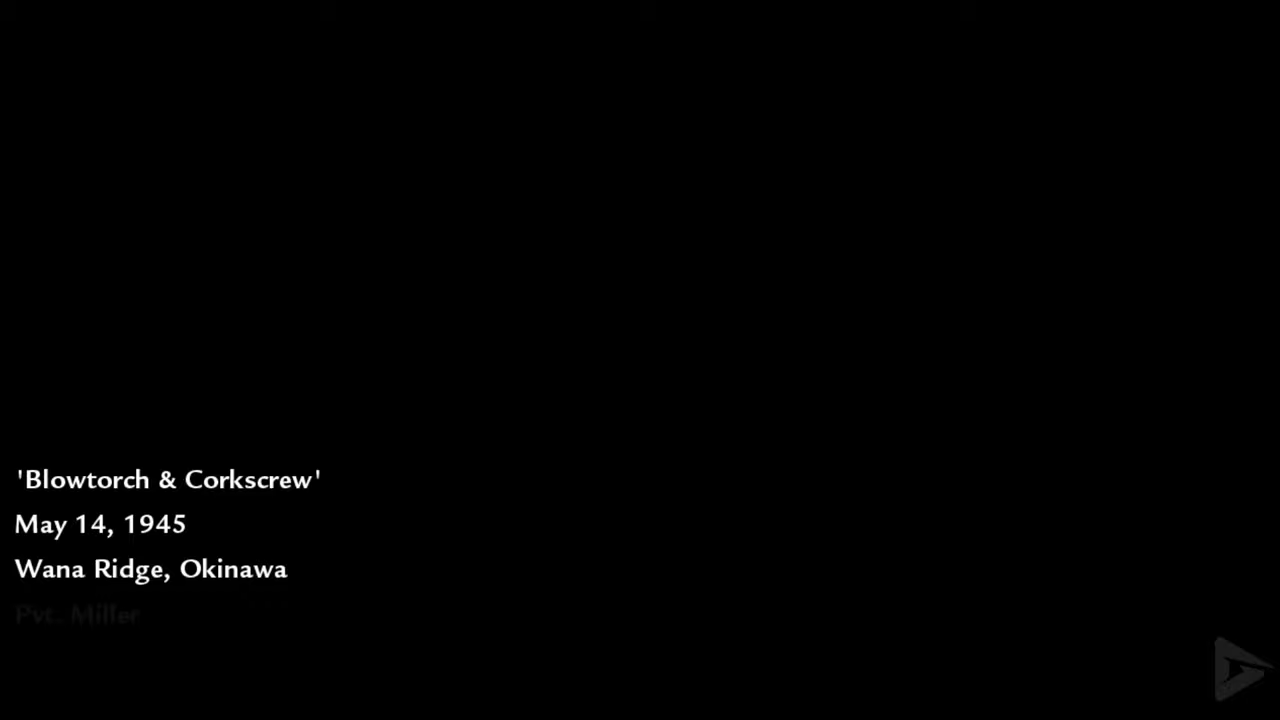 'Blowtorch & Corkscrew'
May 14, 1945
Wana Ridge, Okinawa
Pvt. Miller